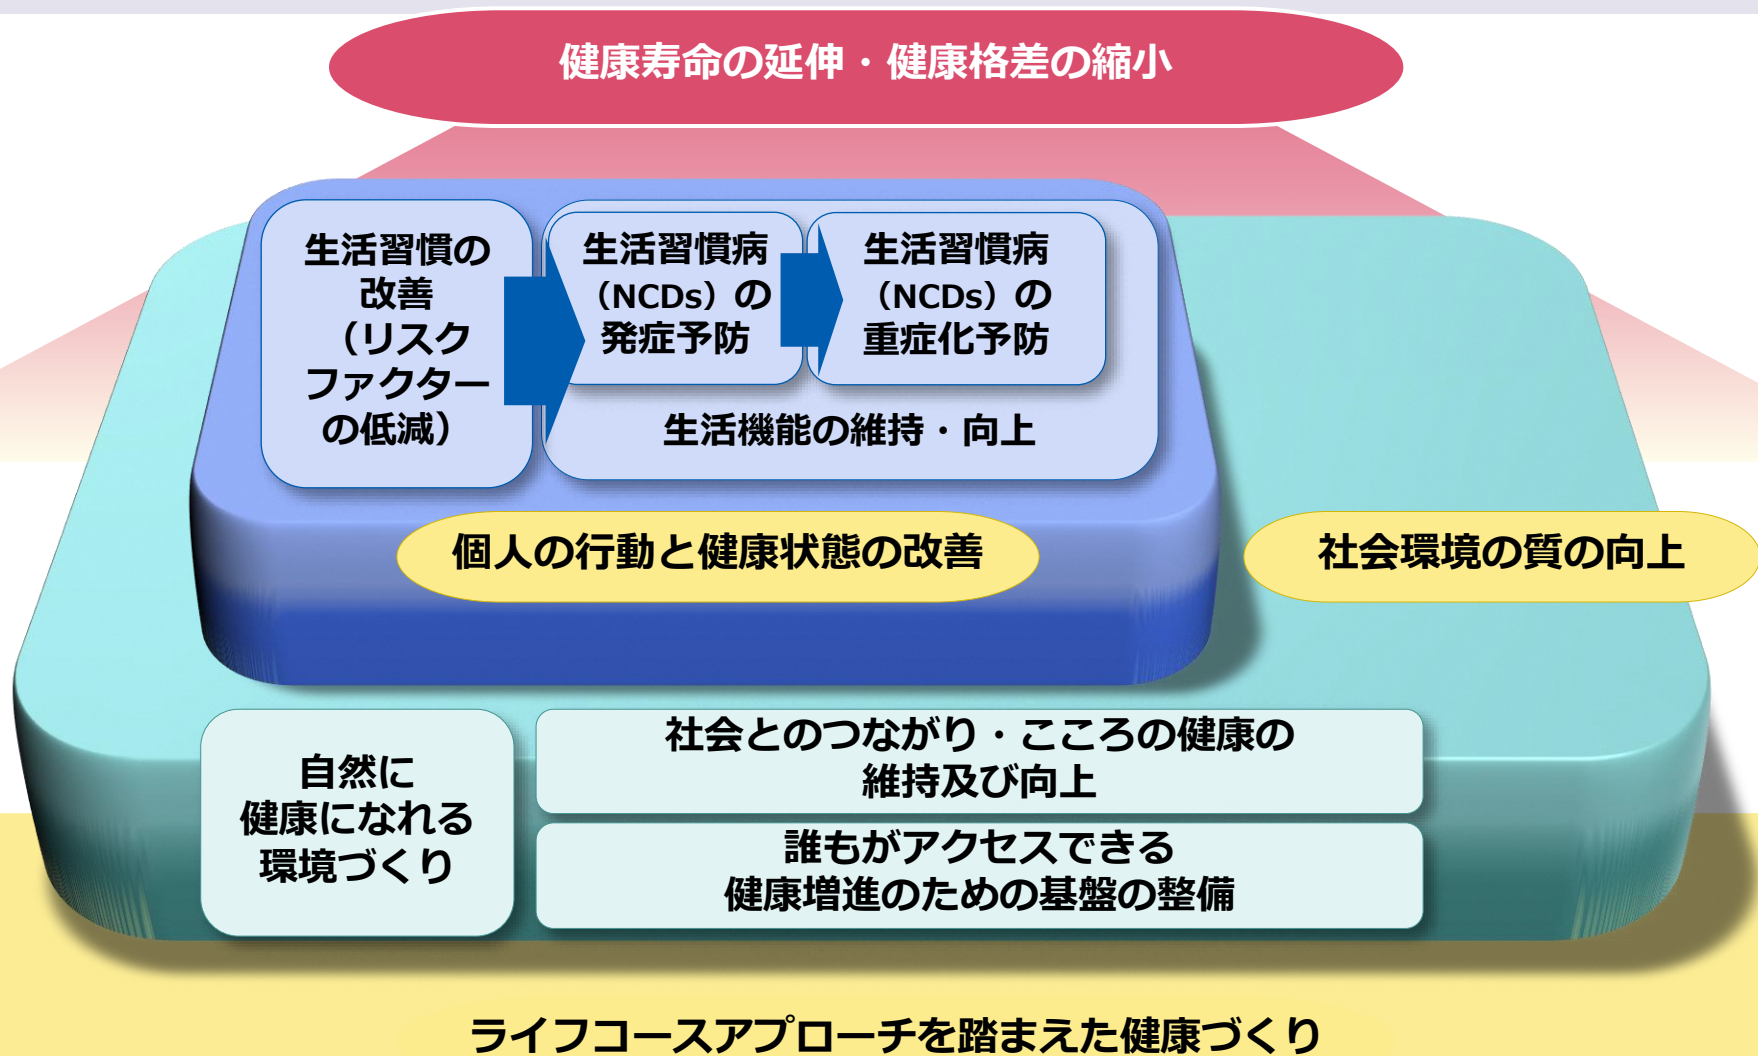 健康寿命の延伸・健康格差の縮小
生活習慣の
改善
（リスク
ファクター
の低減）
生活習慣病
（NCDs）の
発症予防
生活習慣病
（NCDs）の
重症化予防
生活機能の維持・向上
個人の行動と健康状態の改善
社会環境の質の向上
自然に
健康になれる
環境づくり
社会とのつながり・こころの健康の
維持及び向上
誰もがアクセスできる
健康増進のための基盤の整備
ライフコースアプローチを踏まえた健康づくり